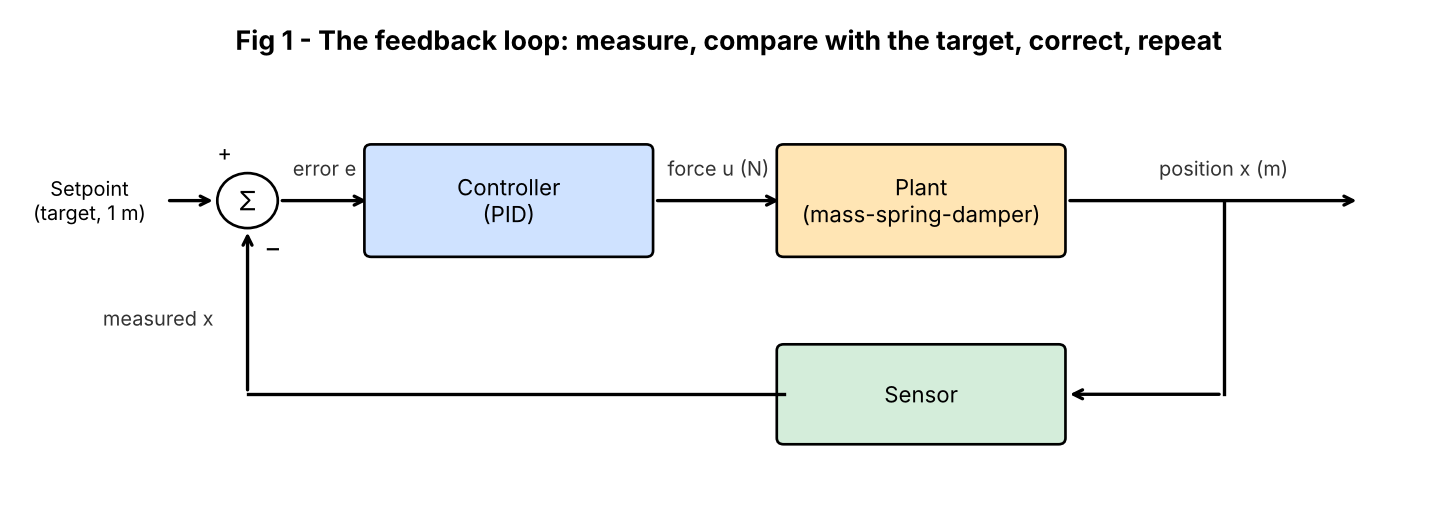 Fig 1 - The feedback loop: measure, compare with the target, correct, repeat
+
Setpoint
(target, 1 m)
Σ
error e
Controller
(PID)
force u (N)
Plant
(mass-spring-damper)
position x (m)
−
measured x
Sensor